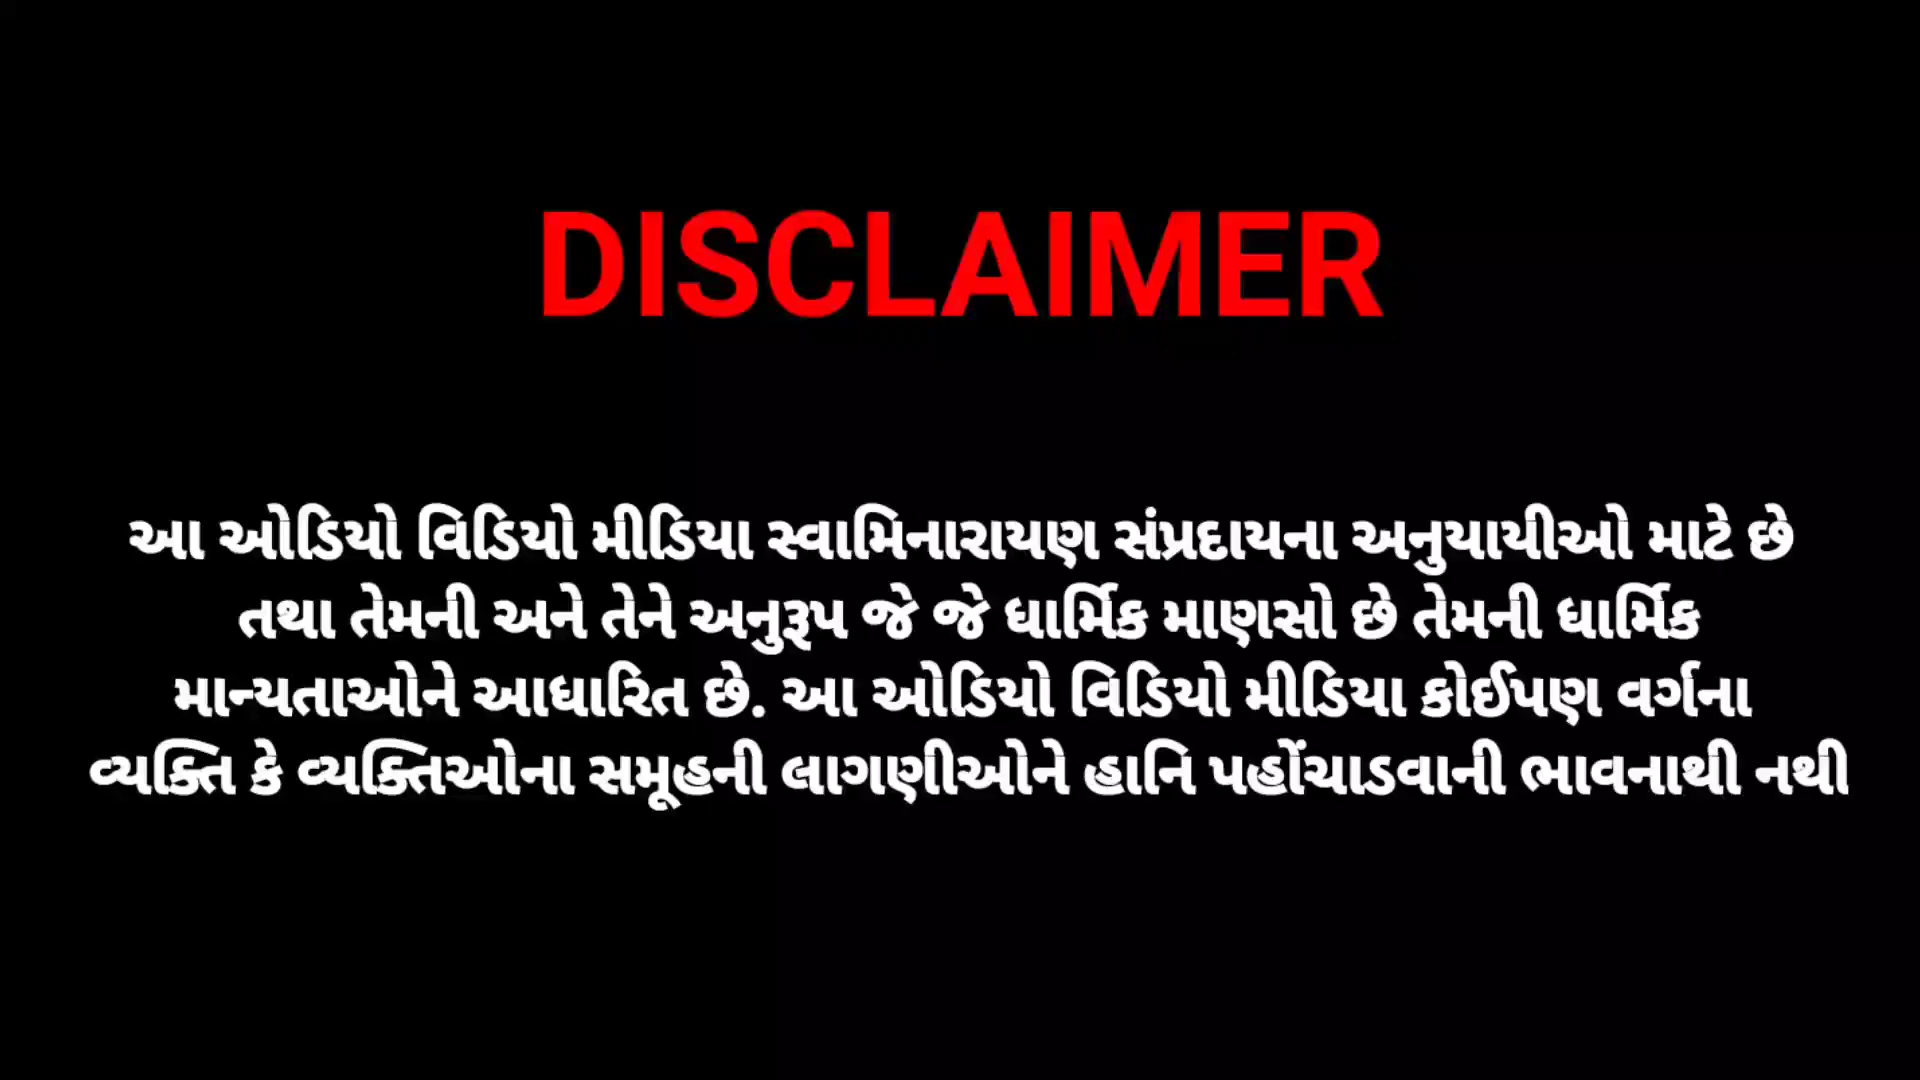 DISCLAIMER
આ ઓડિયો વિડિયો મીડિયા સ્વામિનારાયણ સંપ્રદાયના અનુયાયીઓ માટે છે
તથા તેમની અને તેને અનુરૂપ જે જે ધાર્મિક માણસો છે તેમની ધાર્મિક
માન્યતાઓને આધારિત છે. આ ઓડિયો વિડિયો મીડિયા કોઈપણ વર્ગના
વ્યક્તિ કે વ્યક્તિઓના સમૂહની લાગણીઓને હાનિ પહોંચાડવાની ભાવનાથી નથી